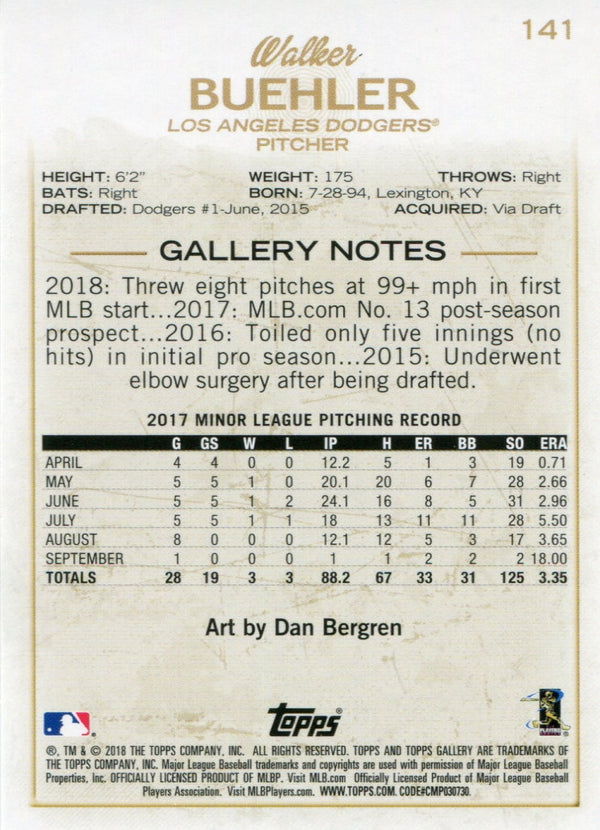 141
Walker
BUEHLER
LOS ANGELES DODGERS®
PITCHER
HEIGHT: 6'2" WEIGHT: 175 THROWS: Right
BATS: Right BORN: 7-28-94, Lexington, KY
DRAFTED: Dodgers #1-June, 2015 ACQUIRED: Via Draft
GALLERY NOTES
2018: Threw eight pitches at 99+ mph in first
MLB start...2017: MLB.com No. 13 post-season
prospect...2016: Toiled only five innings (no
hits) in initial pro season...2015: Underwent
elbow surgery after being drafted.
2017 MINOR LEAGUE PITCHING RECORD
G GS W L IP H ER BB SO ERA
APRIL 4 4 0 0 12.2 5 1 3 19 0.71
MAY 5 5 1 0 20.1 20 6 7 28 2.66
JUNE 5 5 1 2 24.1 16 8 5 31 2.96
JULY 5 5 1 1 18 13 11 11 28 5.50
AUGUST 8 0 0 0 12.1 12 5 3 17 3.65
SEPTEMBER 1 0 0 0 1 1 2 2 2 18.00
TOTALS 28 19 3 3 88.2 67 33 31 125 3.35
Art by Dan Bergren
topps®
®, TM & © 2018 THE TOPPS COMPANY, INC. ALL RIGHTS RESERVED. TOPPS AND TOPPS GALLERY ARE TRADEMARKS OF
THE TOPPS COMPANY, INC. Major League Baseball trademarks and copyrights are used with permission of Major League Baseball
Properties, Inc. OFFICIALLY LICENSED PRODUCT OF MLBP. Visit MLB.com Officially Licensed Product of Major League Baseball
Players Association. Visit MLBPlayers.com. WWW.TOPPS.COM. CODE#CMP030730.